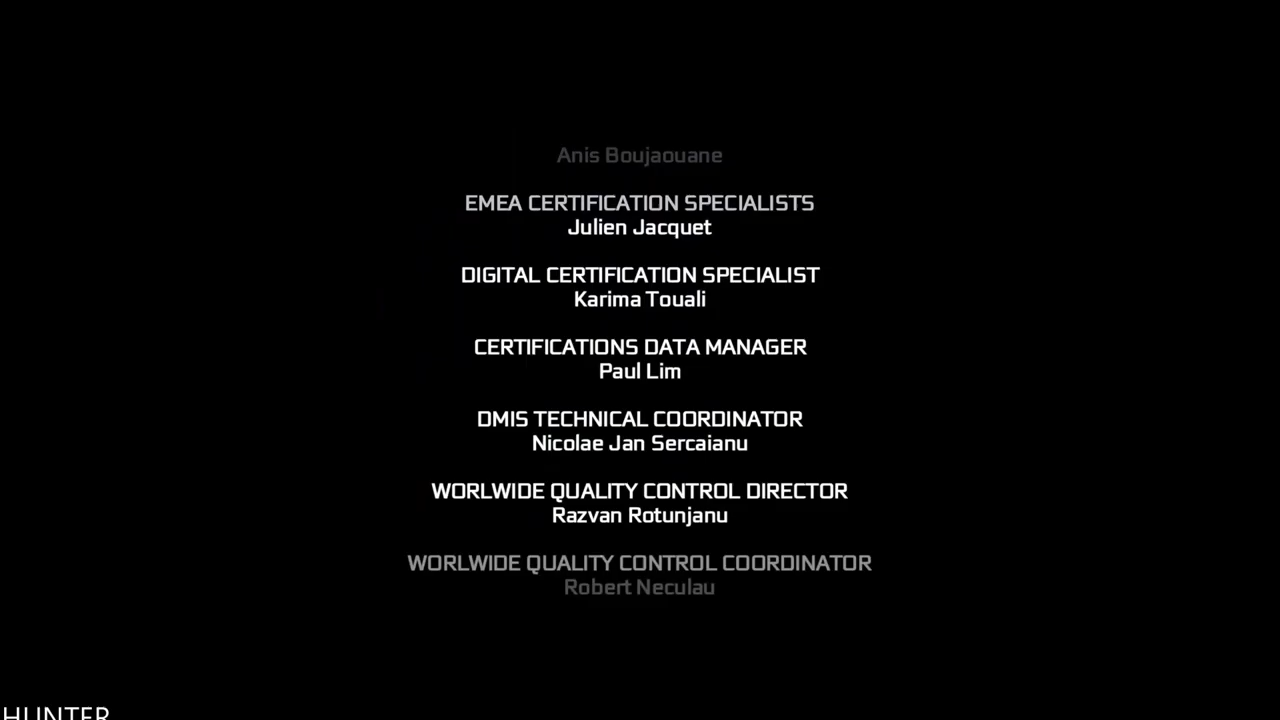 Anis Boujaouane
EMEA CERTIFICATION SPECIALISTS
Julien Jacquet
DIGITAL CERTIFICATION SPECIALIST
Karima Touali
CERTIFICATIONS DATA MANAGER
Paul Lim
DMIS TECHNICAL COORDINATOR
Nicolae Jan Sercaianu
WORLWIDE QUALITY CONTROL DIRECTOR
Razvan Rotunjanu
WORLWIDE QUALITY CONTROL COORDINATOR
Robert Neculau
HUNTER